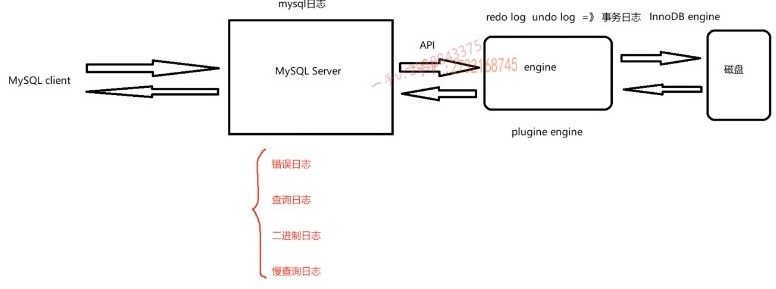 mysql日志
redo log undo log =》 事务日志 InnoDB engine
MySQL client
MySQL Server
API
engine
磁盘
plugine engine
错误日志
查询日志
二进制日志
慢查询日志